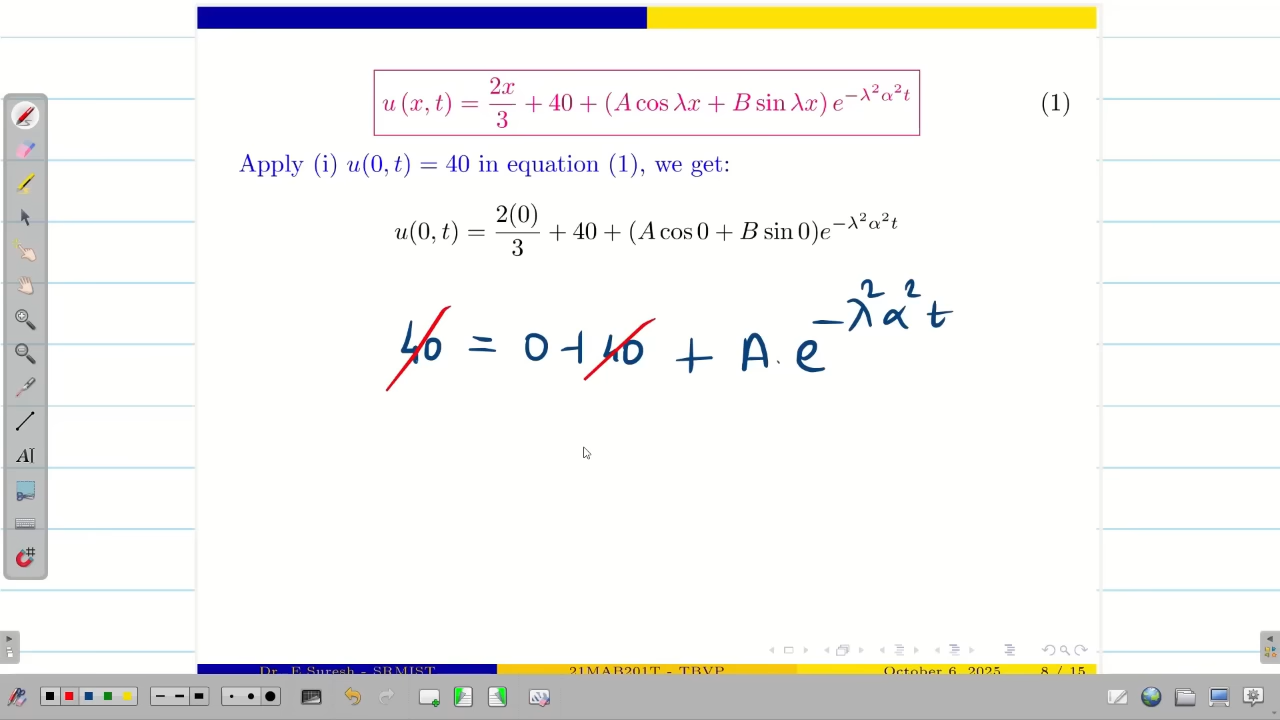 u (x, t) = 2x/3 + 40 + (A cos λx + B sin λx) e^{−λ²α²t} (1)
Apply (i) u(0, t) = 40 in equation (1), we get:
u(0, t) = 2(0)/3 + 40 + (A cos 0 + B sin 0)e^{−λ²α²t}
40 = 0 + 40 + A. e^{−λ²α²t}
AI
Dr. E Suresh - SRMIST 21MAB201T - TBVP October 6, 2025 8 / 15